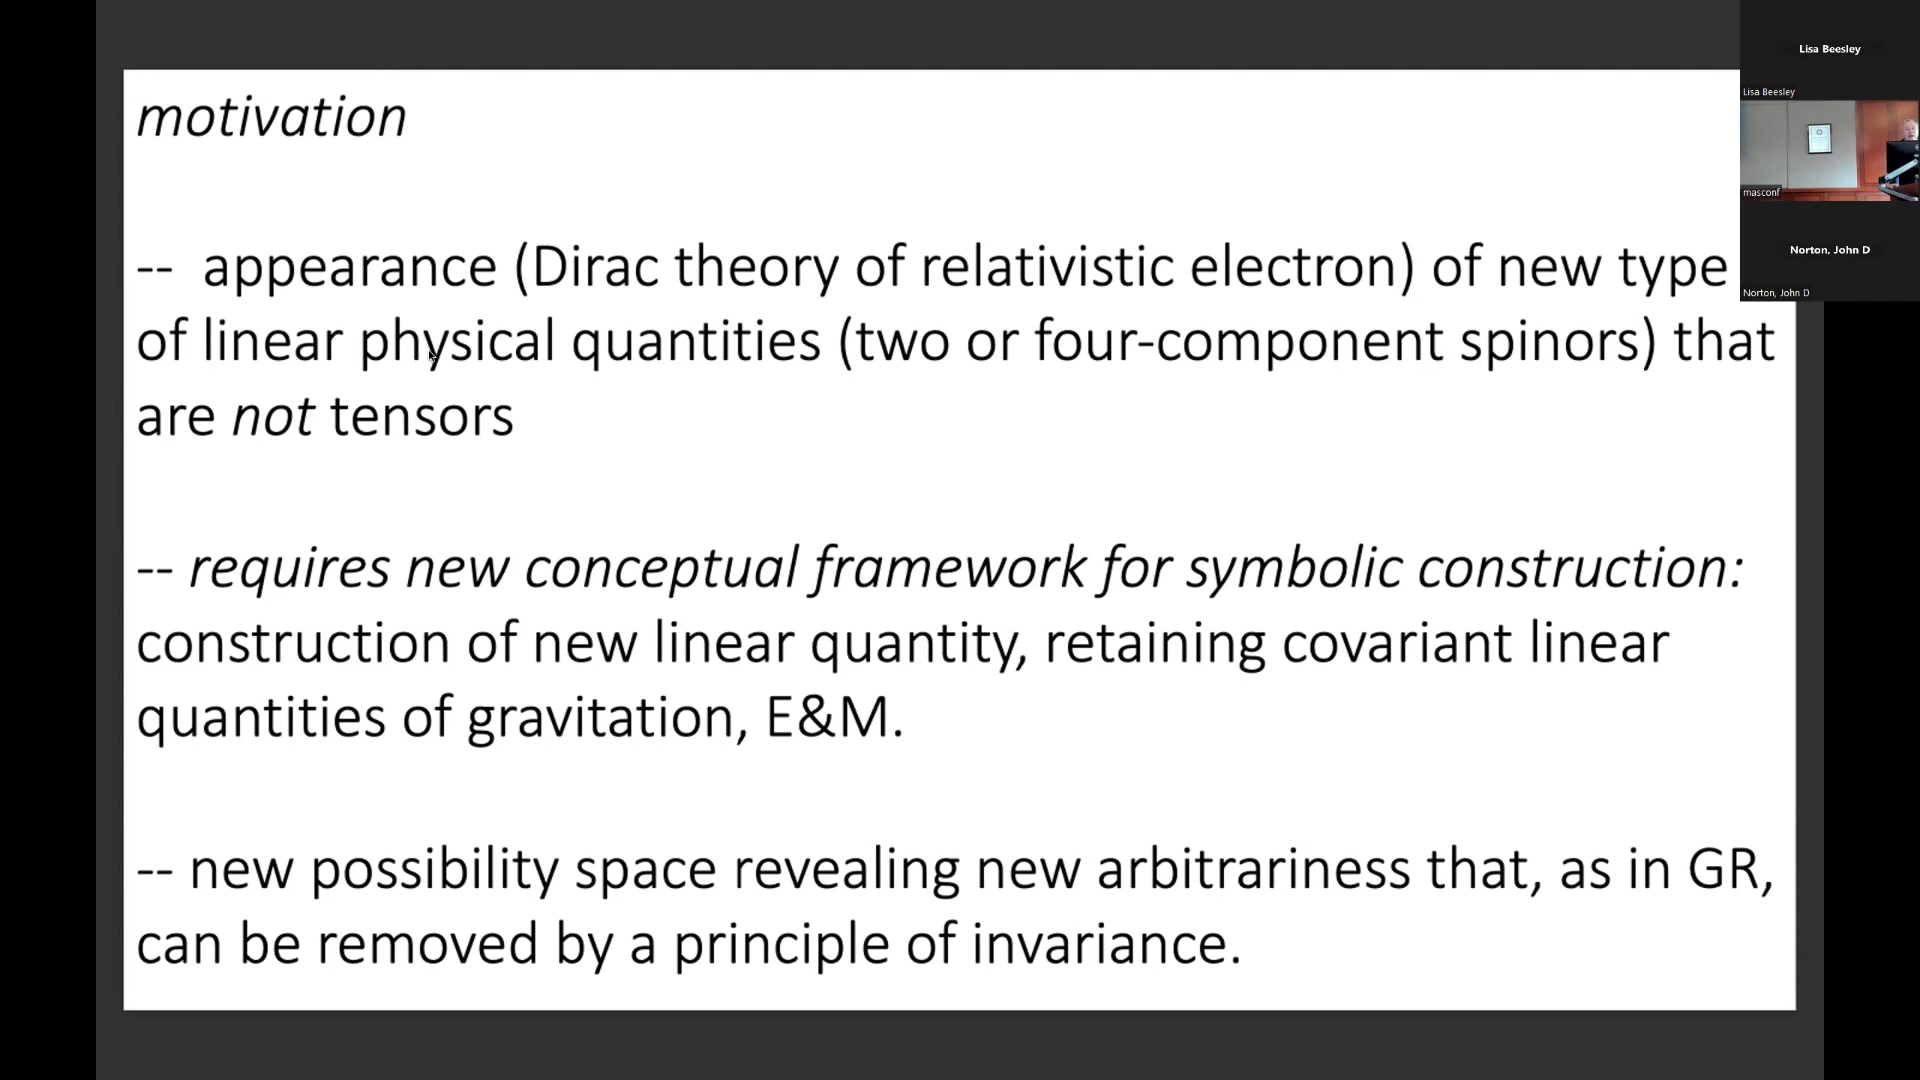 motivation
-- appearance (Dirac theory of relativistic electron) of new type
of linear physical quantities (two or four-component spinors) that
are not tensors
-- requires new conceptual framework for symbolic construction:
construction of new linear quantity, retaining covariant linear
quantities of gravitation, E&M.
-- new possibility space revealing new arbitrariness that, as in GR,
can be removed by a principle of invariance.
Lisa Beesley
Lisa Beesley
masconf
Norton, John D
Norton, John D